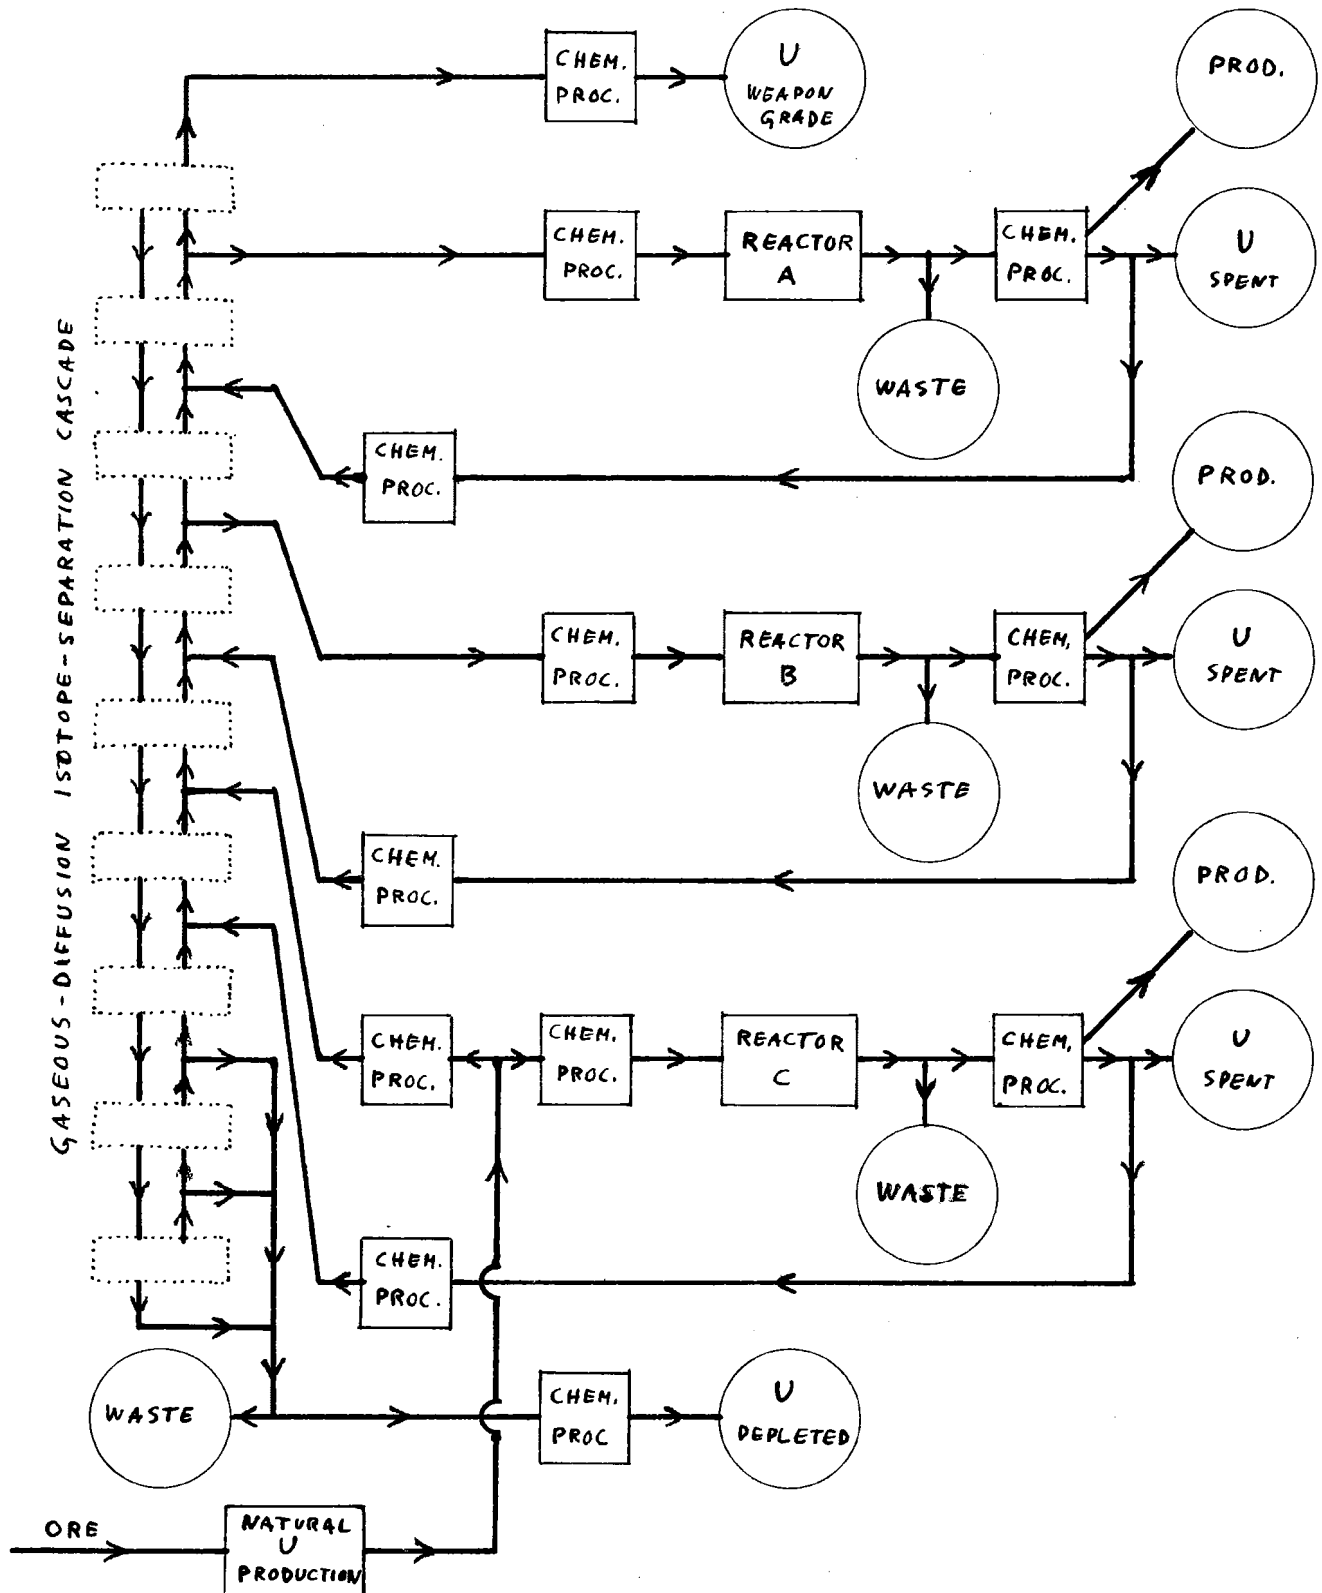 CHEM.
PROC.
U
WEAPON
GRADE
PROD.
CHEM.
PROC.
REACTOR
A
CHEM.
PROC.
U
SPENT
WASTE
CHEM.
PROC.
PROD.
GASEOUS-DIFFUSION ISOTOPE-SEPARATION CASCADE
CHEM.
PROC.
REACTOR
B
CHEM,
PROC.
U
SPENT
WASTE
CHEM.
PROC.
PROD.
CHEM.
PROC.
CHEM.
PROC.
REACTOR
C
CHEM,
PROC.
U
SPENT
WASTE
CHEM.
PROC.
WASTE
CHEM.
PROC
U
DEPLETED
ORE
NATURAL
U
PRODUCTION